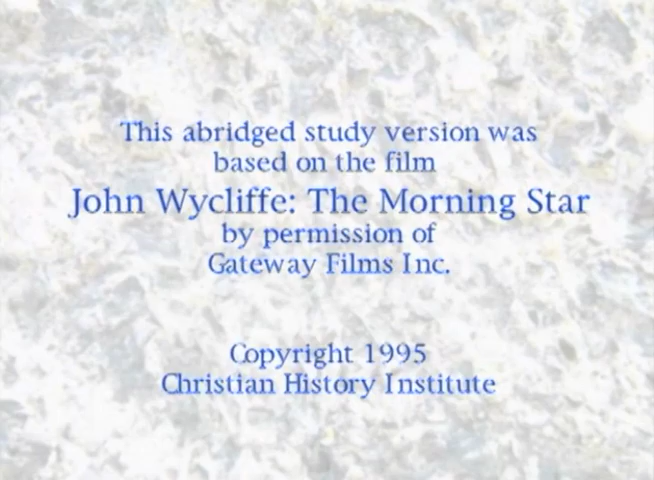 This abridged study version was
based on the film
John Wycliffe: The Morning Star
by permission of
Gateway Films Inc.
Copyright 1995
Christian History Institute